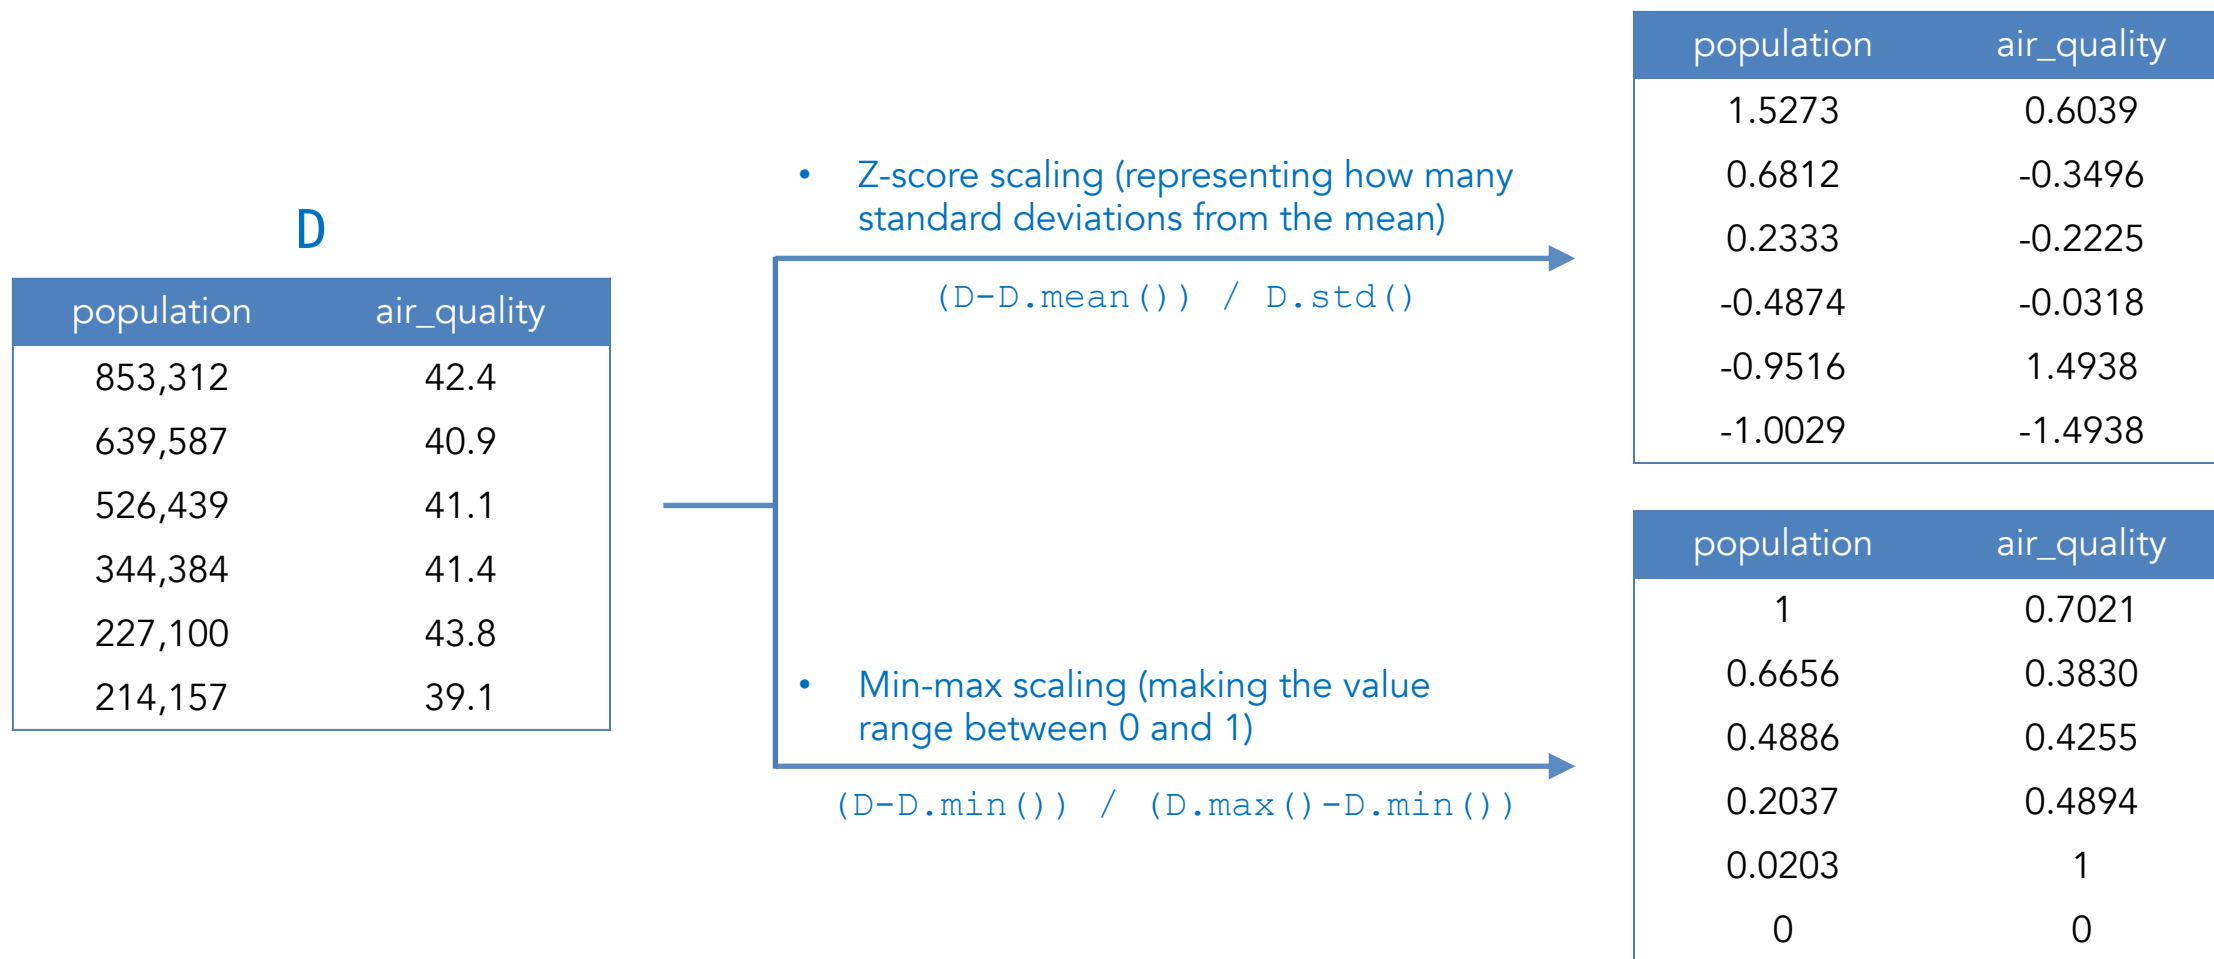 D
population air_quality
853,312 42.4
639,587 40.9
526,439 41.1
344,384 41.4
227,100 43.8
214,157 39.1
• Z-score scaling (representing how many
standard deviations from the mean)
(D-D.mean()) / D.std()
• Min-max scaling (making the value
range between 0 and 1)
(D-D.min()) / (D.max()-D.min())
population air_quality
1.5273 0.6039
0.6812 -0.3496
0.2333 -0.2225
-0.4874 -0.0318
-0.9516 1.4938
-1.0029 -1.4938
population air_quality
1 0.7021
0.6656 0.3830
0.4886 0.4255
0.2037 0.4894
0.0203 1
0 0